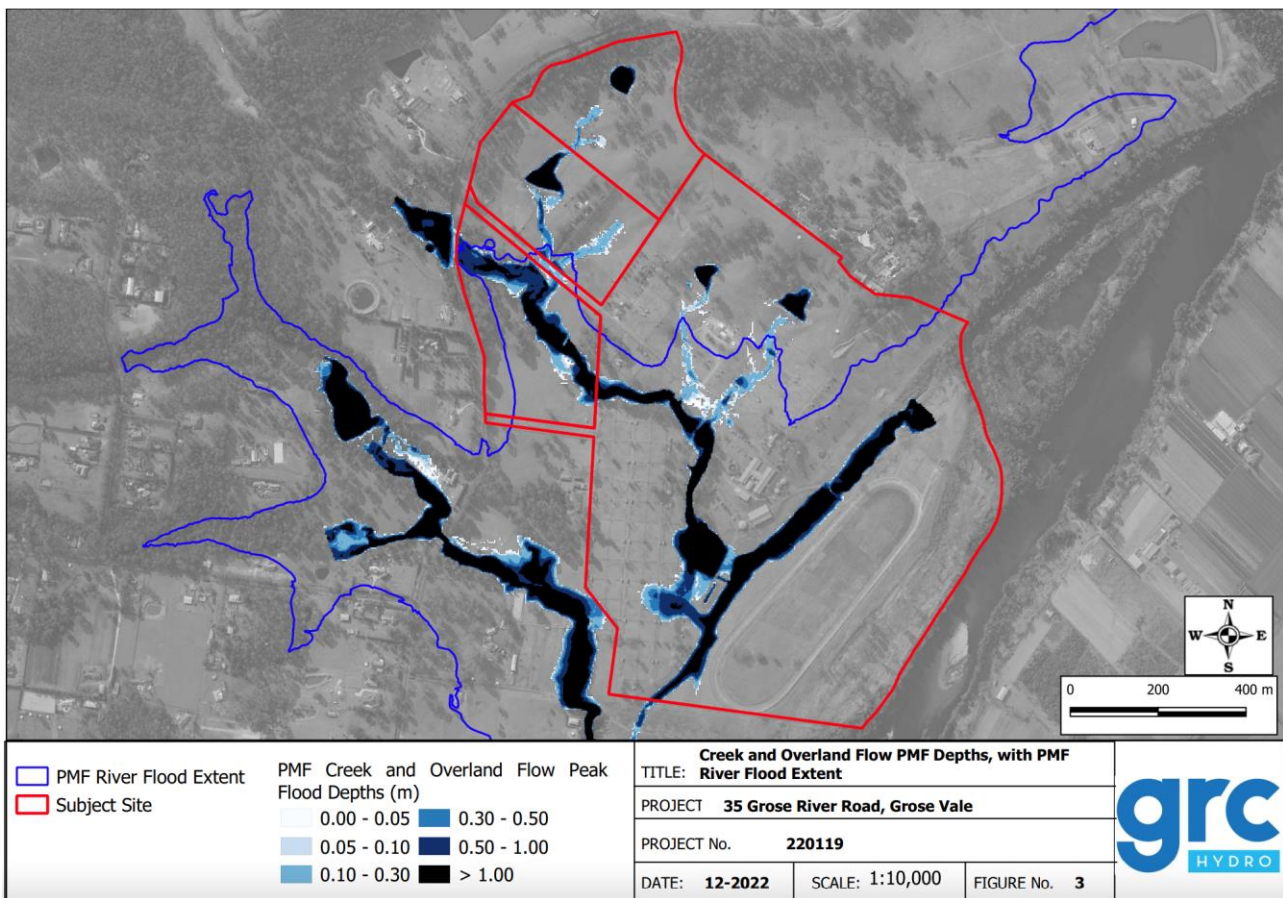 N
W E
S
0 200 400 m
PMF River Flood Extent
Subject Site
PMF Creek and Overland Flow Peak
Flood Depths (m)
0.00 - 0.05
0.05 - 0.10
0.10 - 0.30
0.30 - 0.50
0.50 - 1.00
> 1.00
TITLE: Creek and Overland Flow PMF Depths, with PMF
River Flood Extent
PROJECT 35 Grose River Road, Grose Vale
PROJECT No. 220119
DATE: 12-2022 SCALE: 1:10,000 FIGURE No. 3
grc
HYDRO